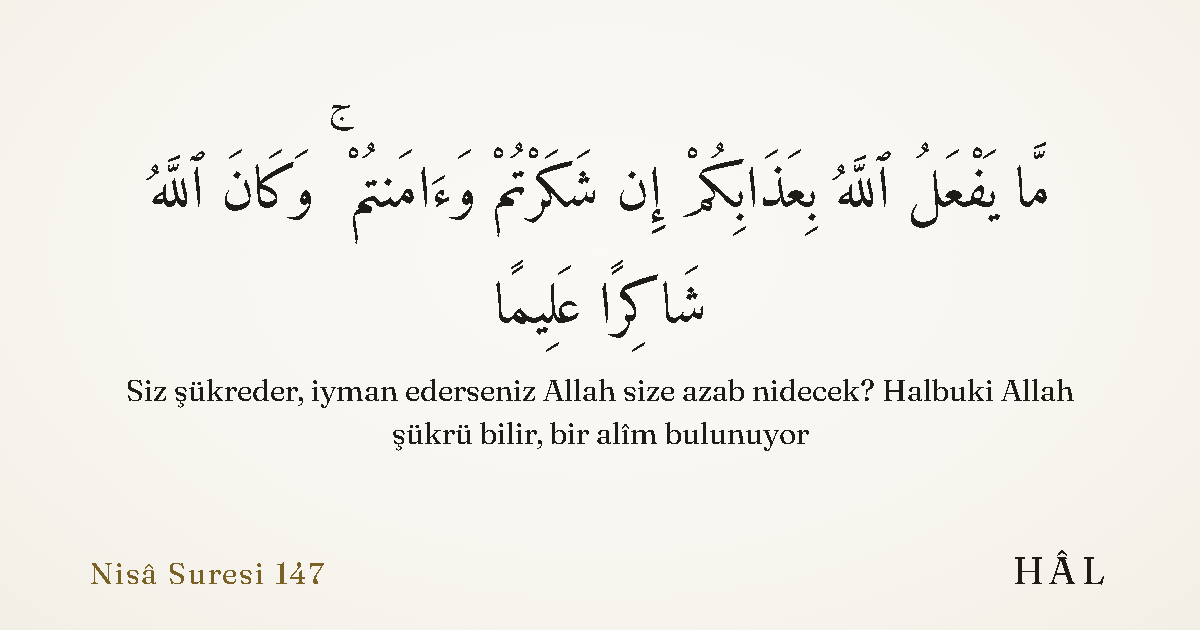 مَّا يَفْعَلُ ٱللَّهُ بِعَذَابِكُمْ إِن شَكَرْتُمْ وَءَامَنتُمْ ۚ وَكَانَ ٱللَّهُ
شَاكِرًا عَلِيمًا
Siz şükreder, iyman ederseniz Allah size azab nidecek? Halbuki Allah
şükrü bilir, bir alîm bulunuyor
Nisâ Suresi 147
HÂL